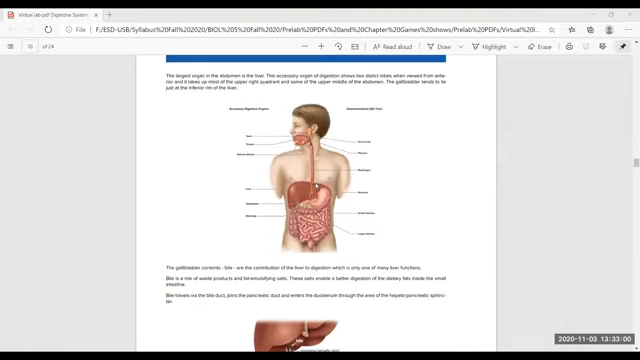 Virtual lab pdf Digestive System
F:/ESD-USB/Syllabus%20Fall%202020/BIOL%205%20Fall%202020/Prelab%20PDFs%20and%20Chapter%20Games%20shows/Prelab%20PDFs/Virtual%20l...
10 of 24
Read aloud
Draw
Highlight
Erase
The largest organ in the abdomen is the liver. This accessory organ of digestion shows two distict lobes when viewed from ante-
rior and it takes up most of the upper right quadrant and some of the upper middle of the abdomen. The gallbladder tends to lie
just at the inferior rim of the liver.
Accessory Digestive Organs
Gastrointestinal (GI) Tract
Teeth
Tongue
Salivary glands
Liver
Gallbladder
Pancreas
Oral cavity
Pharynx
Esophagus
Stomach
Small intestine
Large intestine
The gallbladder contents - bile - are the contribution of the liver to digestion which is only one of many liver functions.
Bile is a mix of waste products and fat-emulsifying salts. These salts enable a better digestion of the dietary fats inside the small
intestine.
Bile travels via the bile duct, joins the pancreatic duct and enters the duodenum through the area of the hepato-pancreatic sphinc-
ter.
bile
2020-11-03 13:33:00